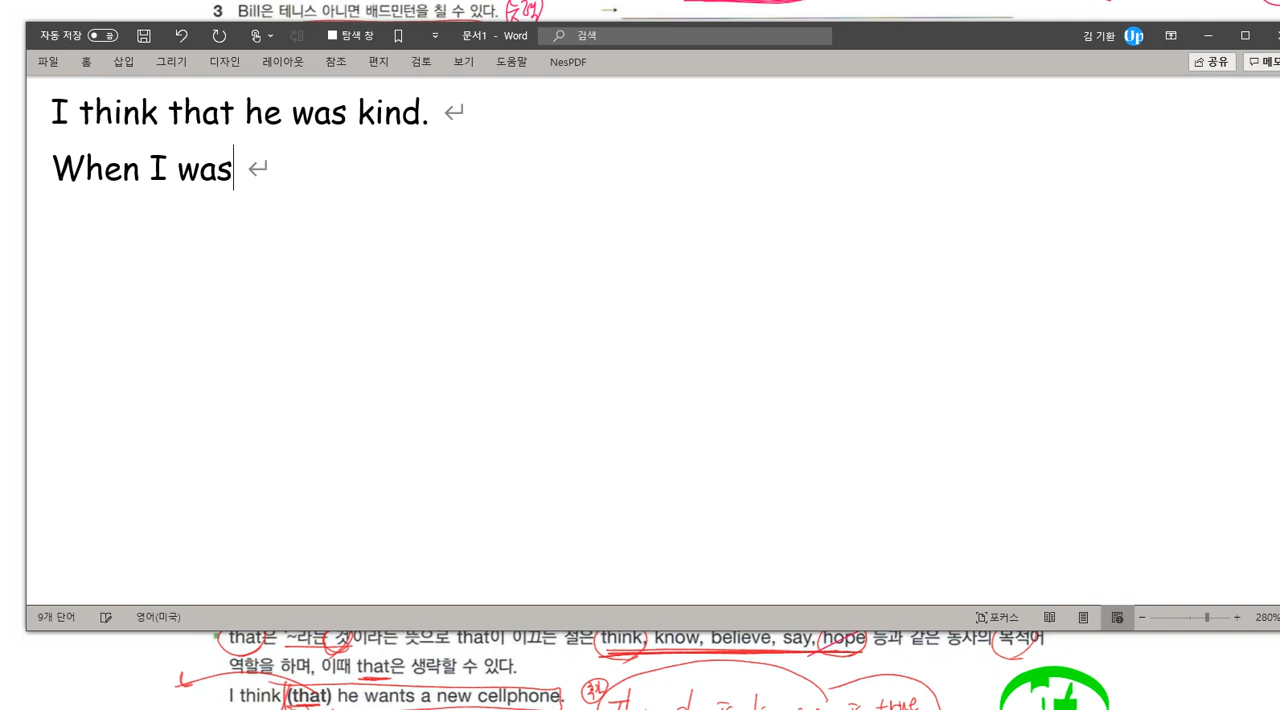 3 Bill은 테니스 아니면 배드민턴을 칠 수 있다. →
자동 저장 문서1 - Word 검색 김 기환 Up
탐색 창
파일 홈 삽입 그리기 디자인 레이아웃 참조 편지 검토 보기 도움말 NesPDF 공유 메모
I think that he was kind.
When I was
9개 단어 영어(미국) 포커스 280%
that은 '~라는 것'이라는 뜻으로 that이 이끄는 절은 think, know, believe, say, hope 등과 같은 동사의 목적어
역할을 하며, 이때 that은 생략할 수 있다.
I think (that) he wants a new cellphone.
is true